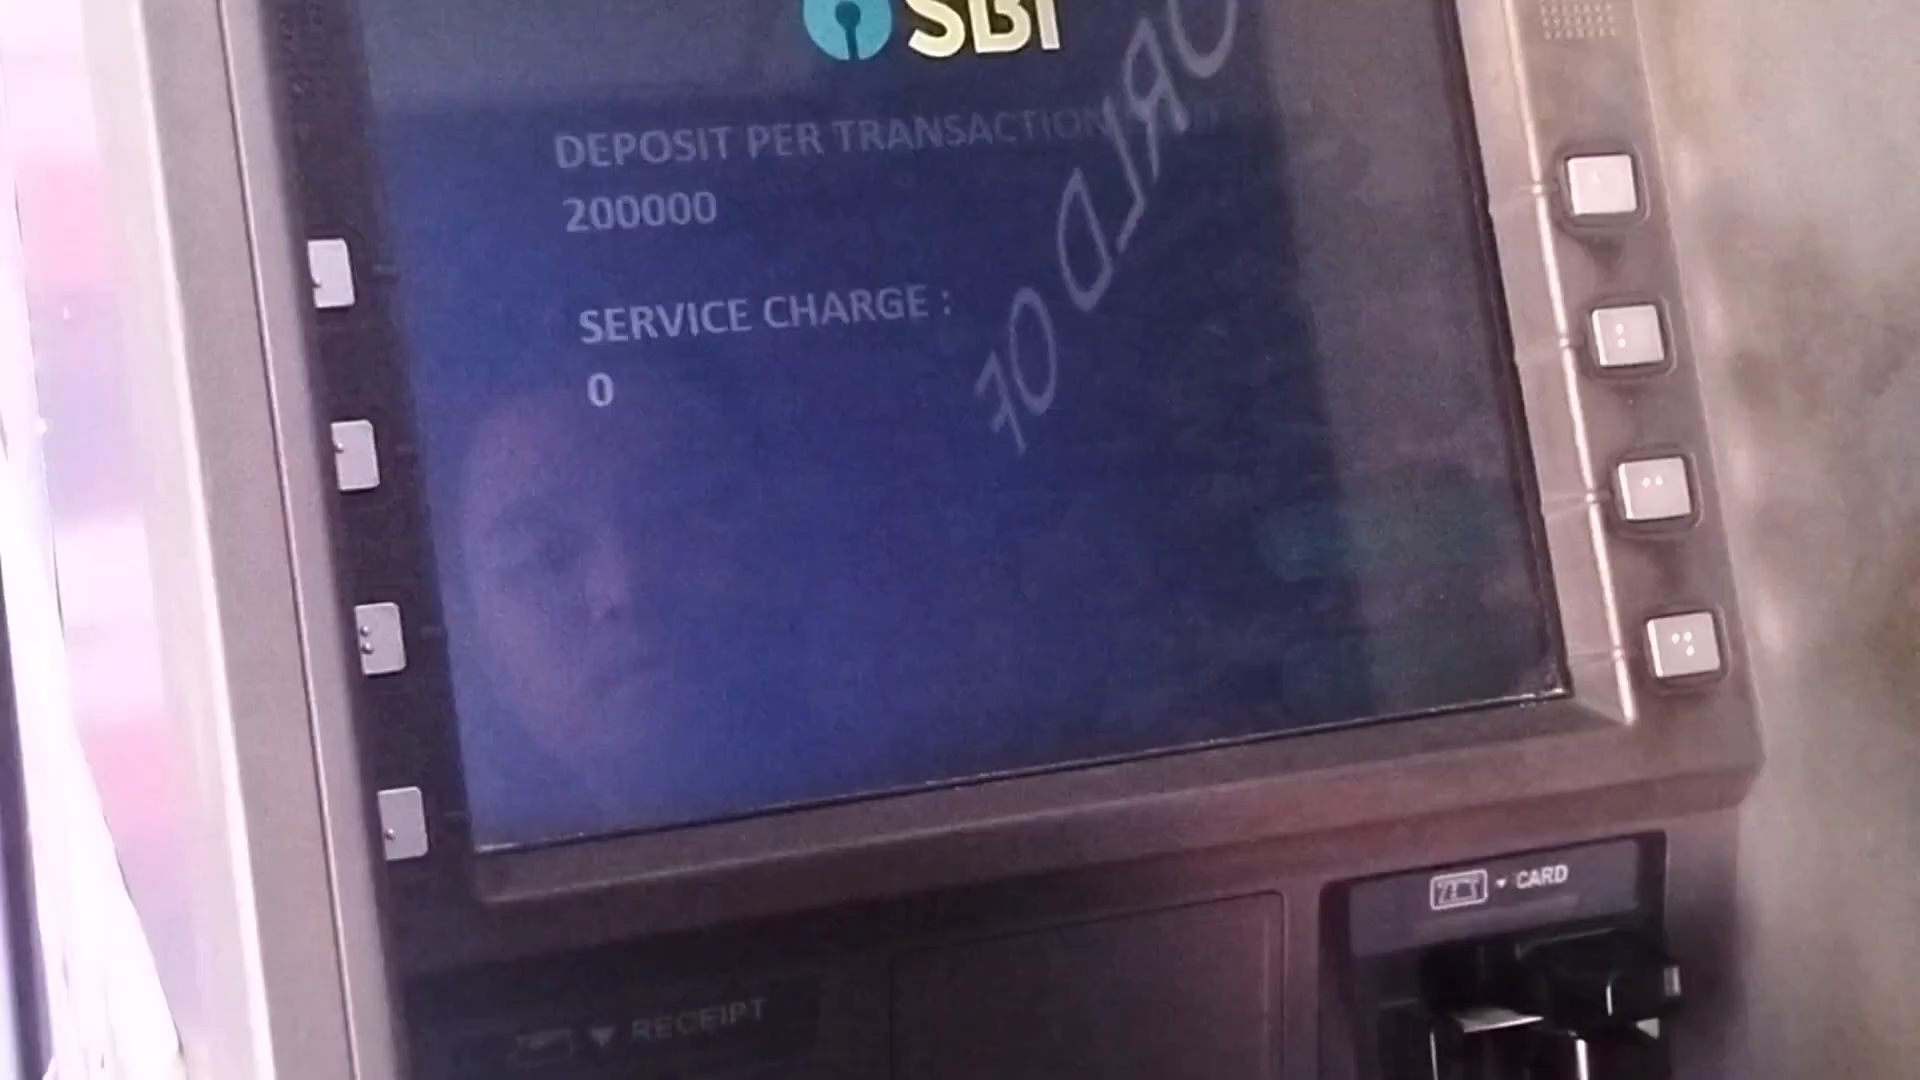 SBI
DEPOSIT PER TRANSACTION
200000
SERVICE CHARGE :
0
CARD
RECEIPT